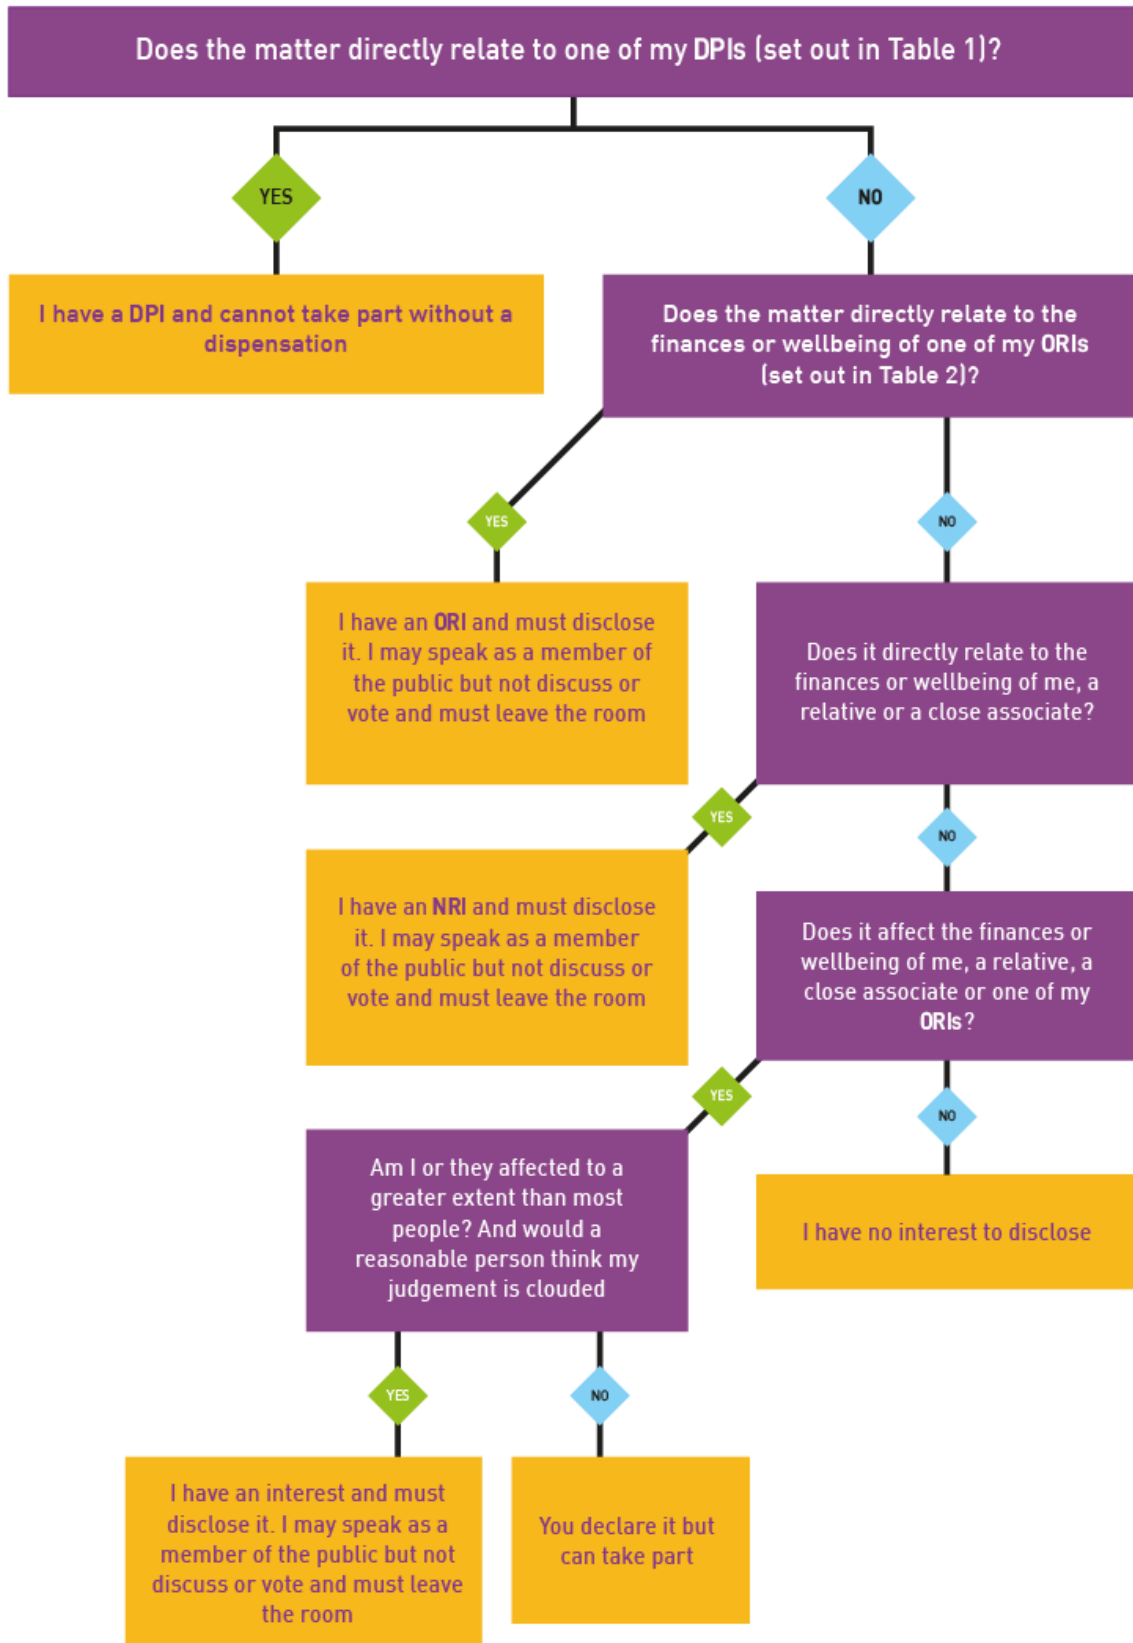 Does the matter directly relate to one of my DPIs (set out in Table 1)?
YES
NO
I have a DPI and cannot take part without a
dispensation
Does the matter directly relate to the
finances or wellbeing of one of my ORIs
(set out in Table 2)?
YES
NO
I have an ORI and must disclose
it. I may speak as a member of
the public but not discuss or
vote and must leave the room
Does it directly relate to the
finances or wellbeing of me, a
relative or a close associate?
YES
NO
I have an NRI and must disclose
it. I may speak as a member
of the public but not discuss or
vote and must leave the room
Does it affect the finances or
wellbeing of me, a relative, a
close associate or one of my
ORIs?
YES
NO
Am I or they affected to a
greater extent than most
people? And would a
reasonable person think my
judgement is clouded
I have no interest to disclose
YES
NO
I have an interest and must
disclose it. I may speak as a
member of the public but not
discuss or vote and must leave
the room
You declare it but
can take part